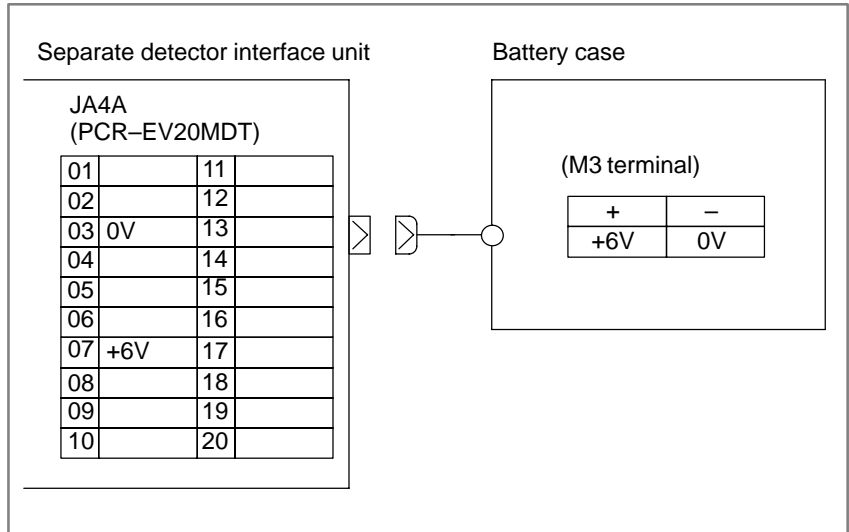 Separate detector interface unit
Battery case
JA4A
(PCR–EV20MDT)
01 11
02 12
03 0V 13
04 14
05 15
06 16
07 +6V 17
08 18
09 19
10 20
(M3 terminal)
+ –
+6V 0V